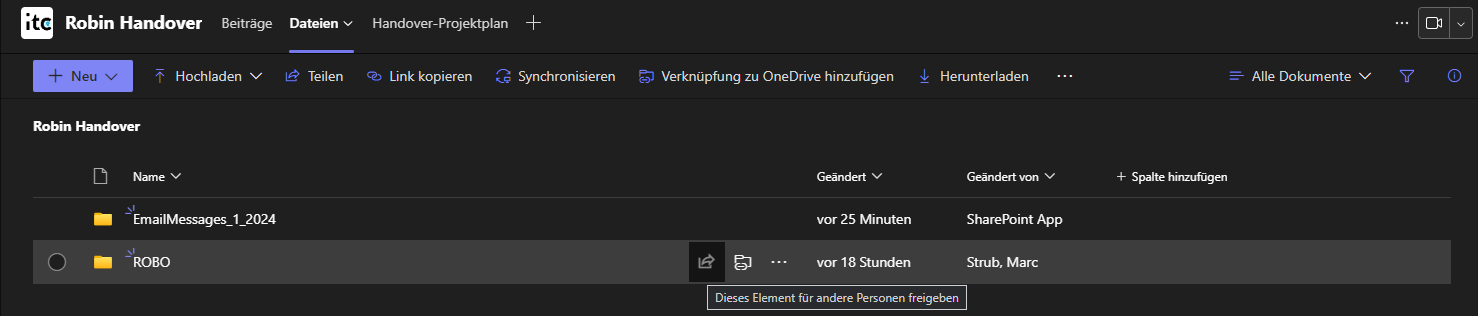 itc Robin Handover Beiträge Dateien Handover-Projektplan
Neu Hochladen Teilen Link kopieren Synchronisieren Verknüpfung zu OneDrive hinzufügen Herunterladen ... Alle Dokumente
Robin Handover
Name Geändert Geändert von + Spalte hinzufügen
EmailMessages_1_2024 vor 25 Minuten SharePoint App
ROBO ... vor 18 Stunden Strub, Marc
Dieses Element für andere Personen freigeben